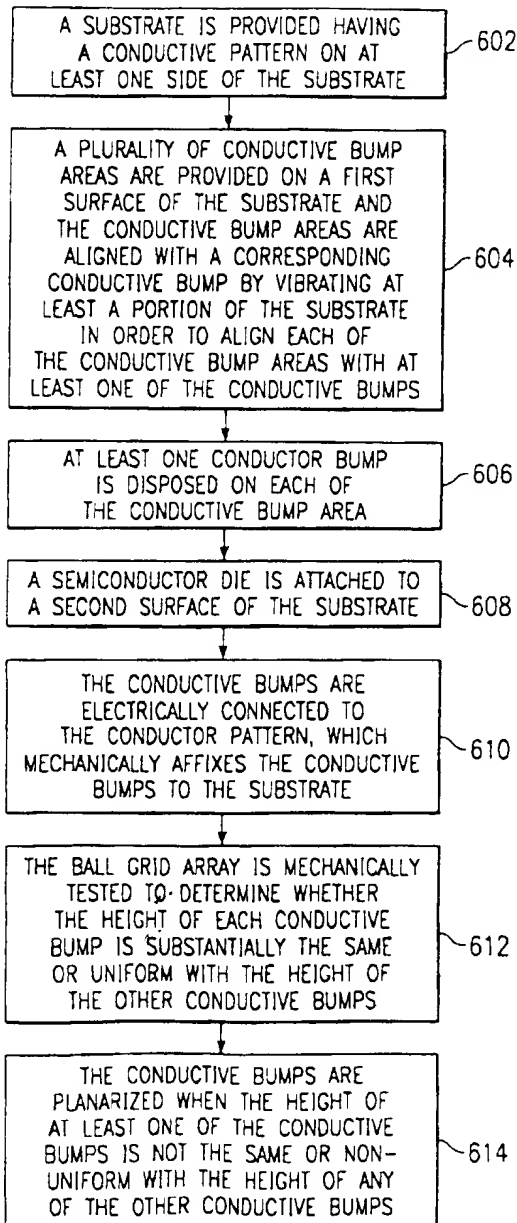 A SUBSTRATE IS PROVIDED HAVING
A CONDUCTIVE PATTERN ON AT
LEAST ONE SIDE OF THE SUBSTRATE
602
A PLURALITY OF CONDUCTIVE BUMP
AREAS ARE PROVIDED ON A FIRST
SURFACE OF THE SUBSTRATE AND
THE CONDUCTIVE BUMP AREAS ARE
ALIGNED WITH A CORRESPONDING
CONDUCTIVE BUMP BY VIBRATING AT
LEAST A PORTION OF THE SUBSTRATE
IN ORDER TO ALIGN EACH OF
THE CONDUCTIVE BUMP AREAS WITH AT
LEAST ONE OF THE CONDUCTIVE BUMPS
604
AT LEAST ONE CONDUCTOR BUMP
IS DISPOSED ON EACH OF
THE CONDUCTIVE BUMP AREA
606
A SEMICONDUCTOR DIE IS ATTACHED TO
A SECOND SURFACE OF THE SUBSTRATE
608
THE CONDUCTIVE BUMPS ARE
ELECTRICALLY CONNECTED TO
THE CONDUCTOR PATTERN, WHICH
MECHANICALLY AFFIXES THE CONDUCTIVE
BUMPS TO THE SUBSTRATE
610
THE BALL GRID ARRAY IS MECHANICALLY
TESTED TO DETERMINE WHETHER
THE HEIGHT OF EACH CONDUCTIVE
BUMP IS SUBSTANTIALLY THE SAME
OR UNIFORM WITH THE HEIGHT OF
THE OTHER CONDUCTIVE BUMPS
612
THE CONDUCTIVE BUMPS ARE
PLANARIZED WHEN THE HEIGHT OF
AT LEAST ONE OF THE CONDUCTIVE
BUMPS IS NOT THE SAME OR NON-
UNIFORM WITH THE HEIGHT OF ANY
OF THE OTHER CONDUCTIVE BUMPS
614